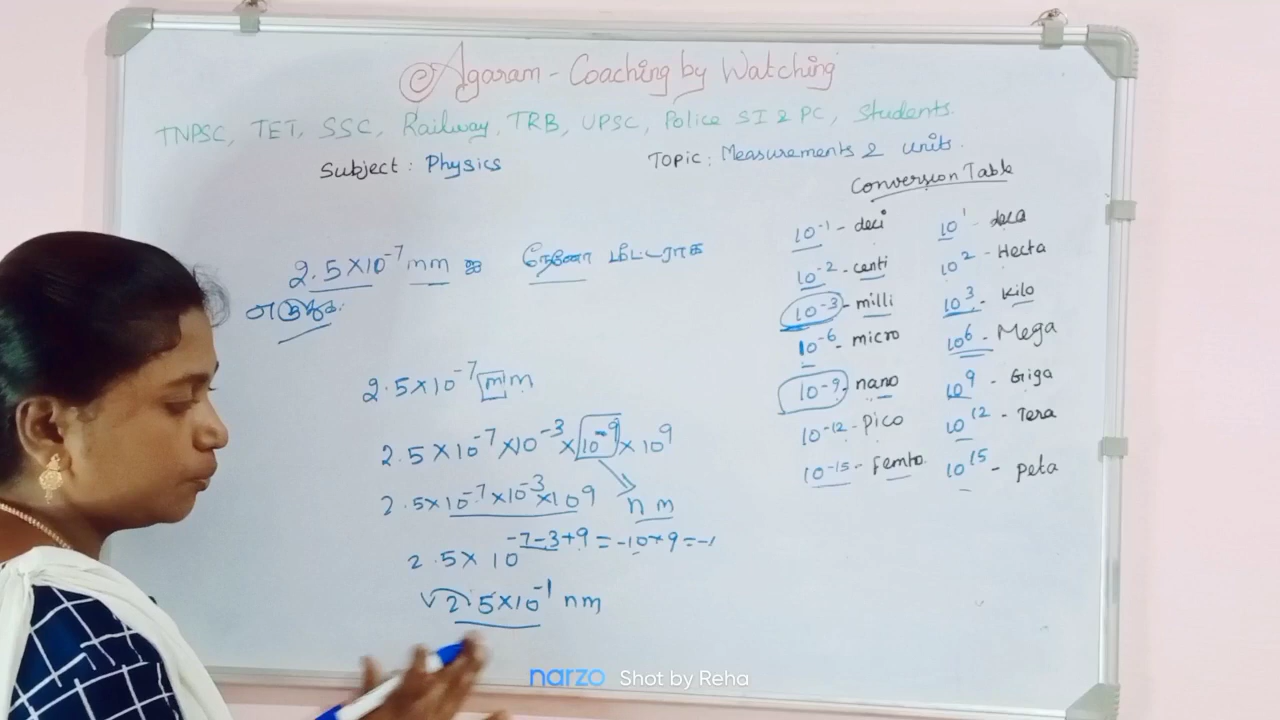 @Agaram - Coaching by Watching
TNPSC, TET, SSC, Railway, TRB, UPSC, Police SI & PC, Students.
Subject : Physics
Topic : Measurements & units.
2.5×10⁻⁷ mm ஐ நேனோ மீட்டராக
எழுதுக.
2.5×10⁻⁷ mm
2.5×10⁻⁷×10⁻³×10⁻⁹×10⁹
2.5×10⁻⁷×10⁻³×10⁹ nm
2.5×10⁻⁷⁻³⁺⁹ = -10+9 = -1
2.5×10⁻¹ nm
Conversion Table
10⁻¹ - deci 10¹ - deca
10⁻² - centi 10² - Hecta
10⁻³ - milli 10³ - Kilo
10⁻⁶ - micro 10⁶ - Mega
10⁻⁹ - nano 10⁹ - Giga
10⁻¹² - Pico 10¹² - Tera
10⁻¹⁵ - Femto. 10¹⁵ - peta
narzo Shot by Reha